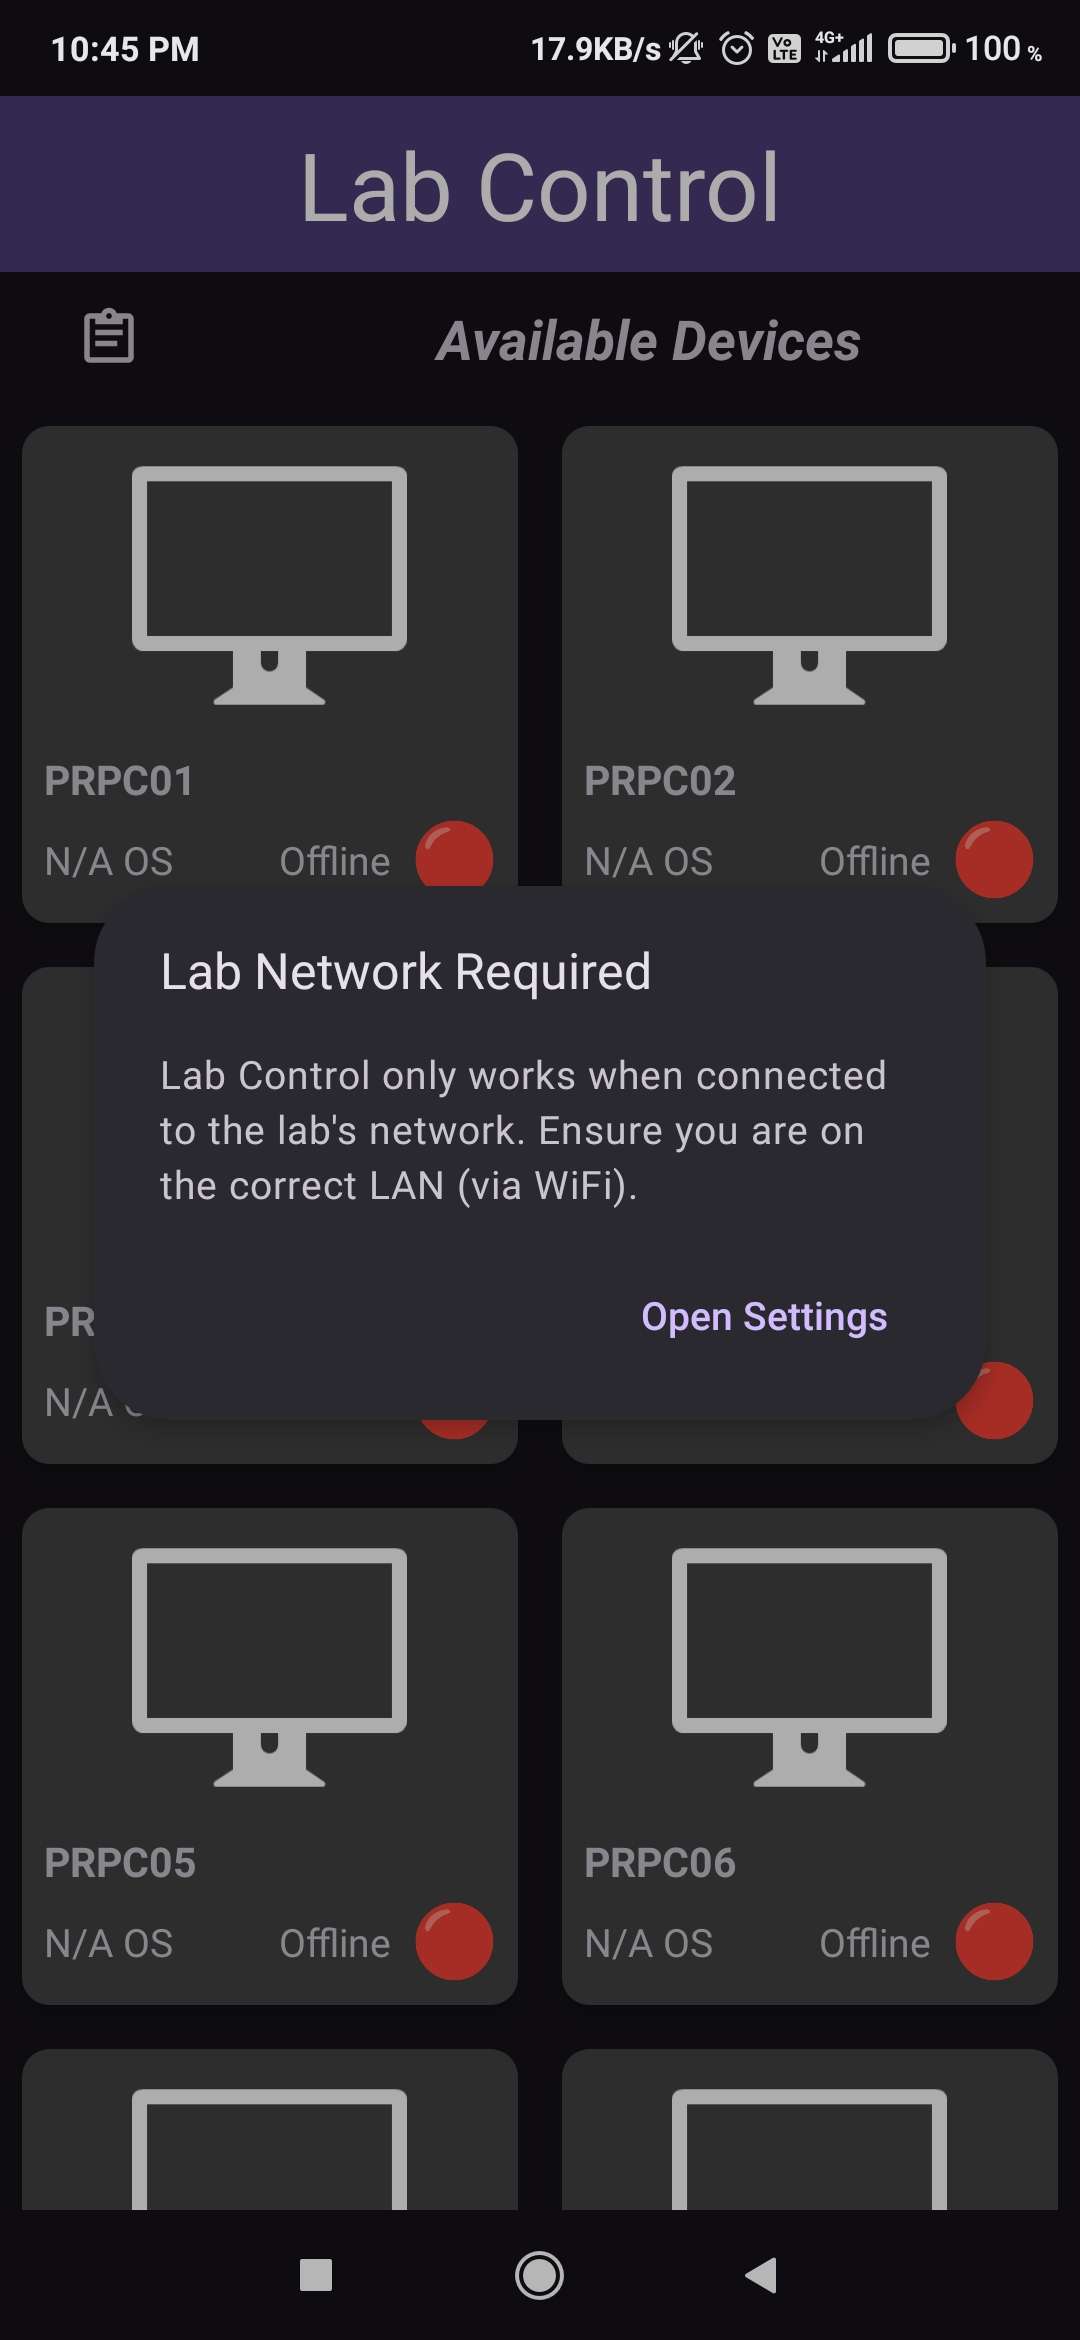 10:45 PM 17.9KB/s Vo LTE 4G+ 100 %
Lab Control
Available Devices
PRPC01 PRPC02
N/A OS Offline N/A OS Offline
Lab Network Required
Lab Control only works when connected
to the lab's network. Ensure you are on
the correct LAN (via WiFi).
Open Settings
PR
N/A
PRPC05 PRPC06
N/A OS Offline N/A OS Offline